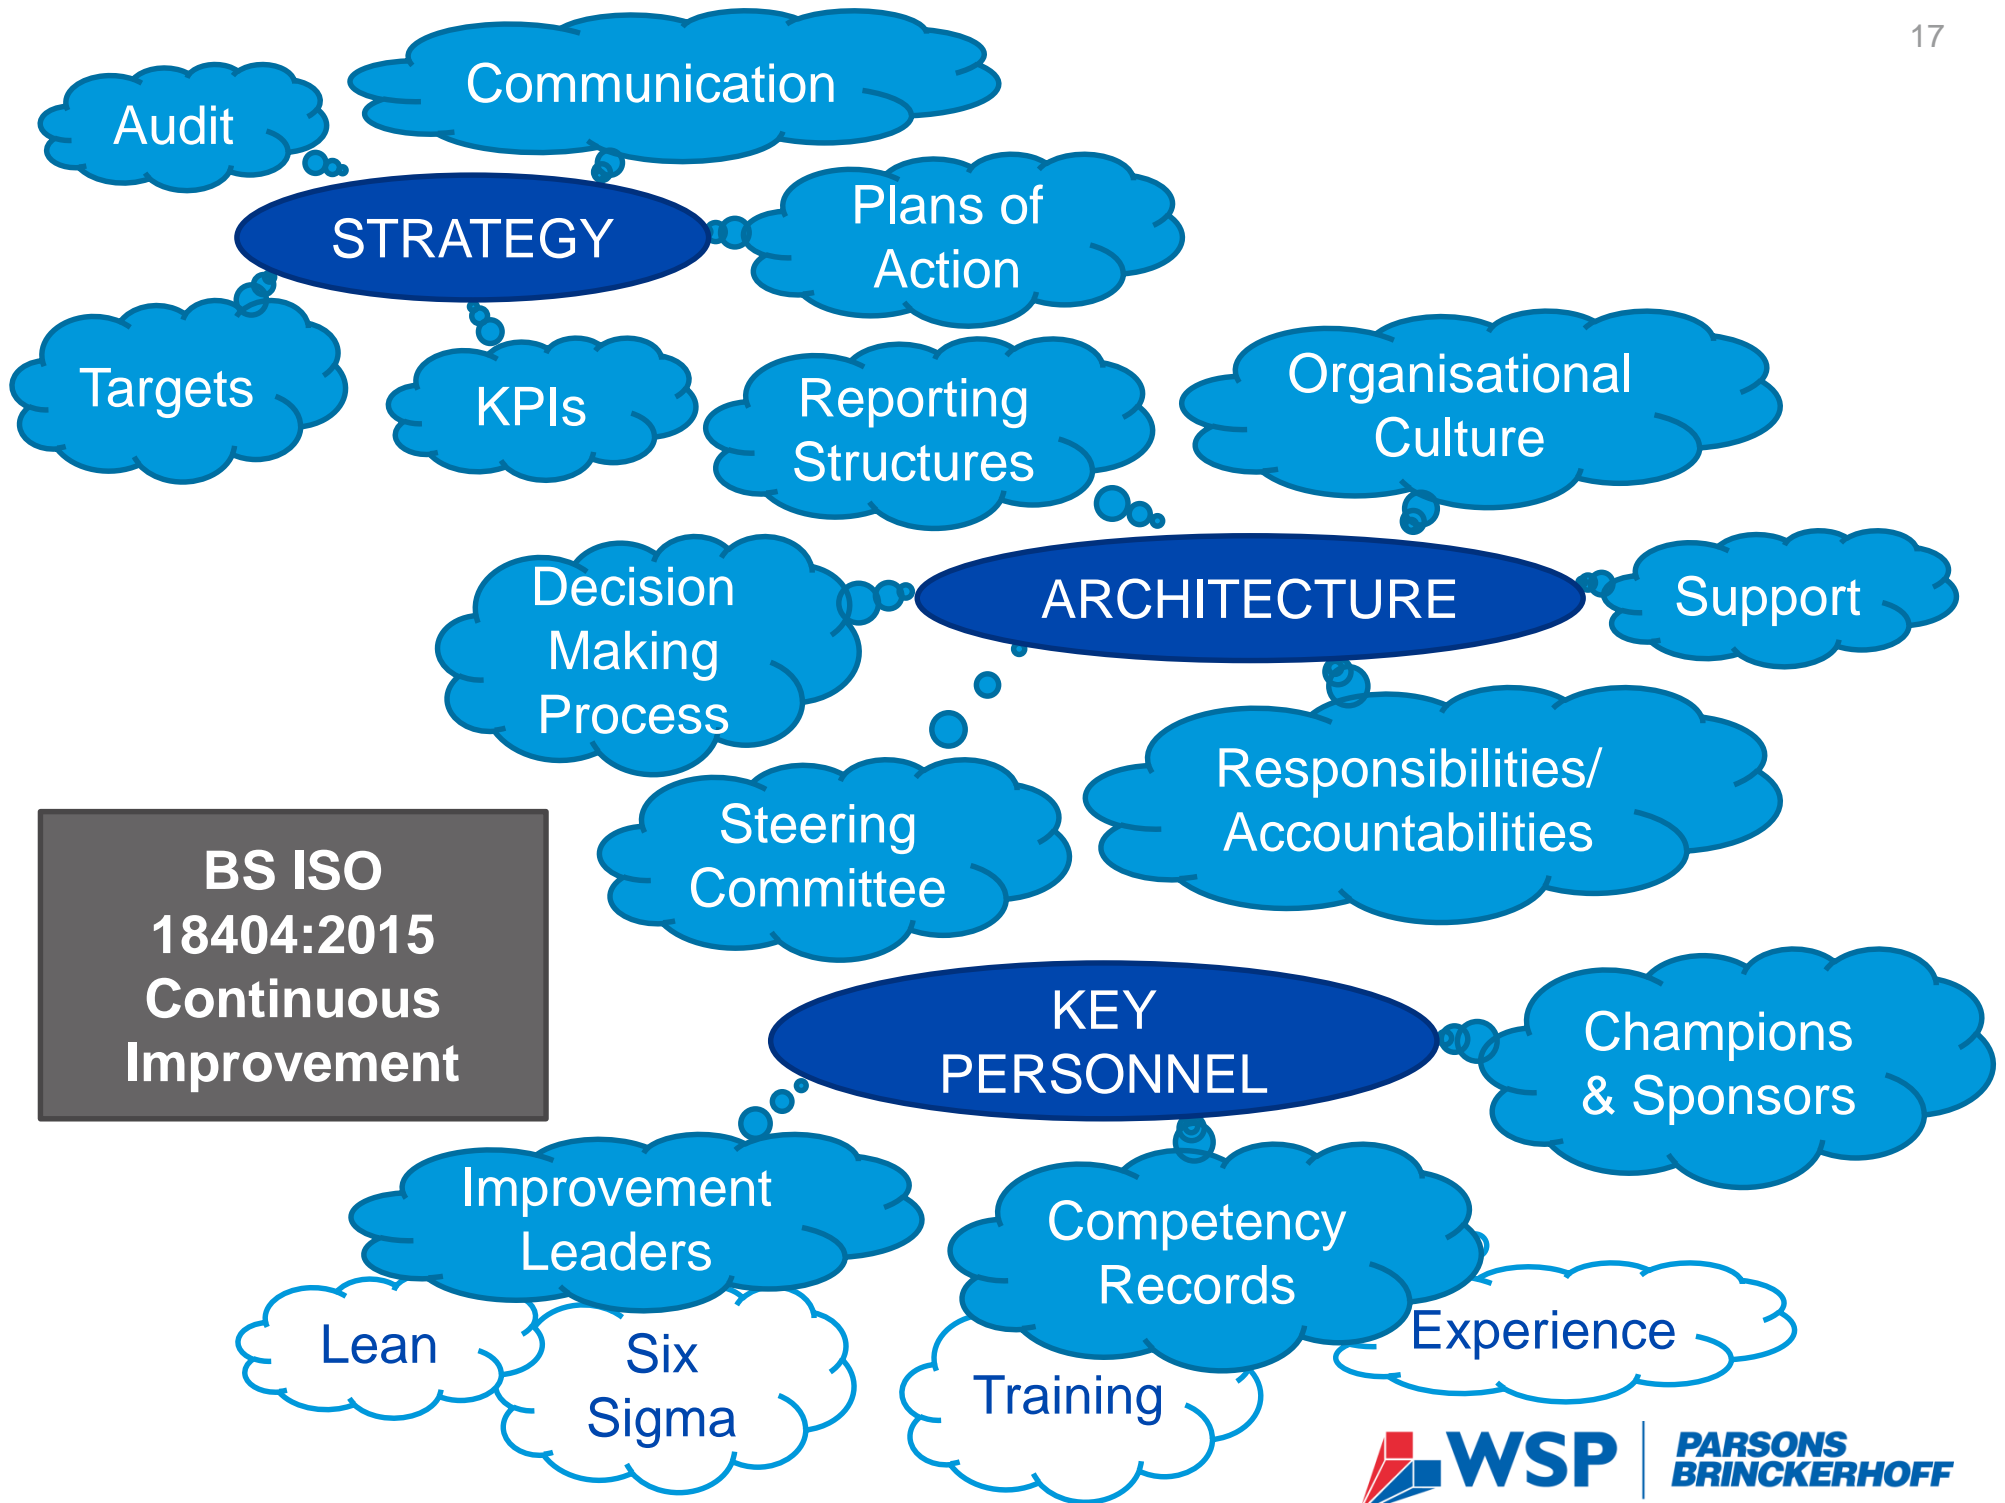 17
Communication
Audit
Plans of
Action
STRATEGY
Targets
KPIs
Reporting
Structures
Organisational
Culture
Decision
Making
Process
ARCHITECTURE
Support
Steering
Committee
Responsibilities/
Accountabilities
BS ISO
18404:2015
Continuous
Improvement
KEY
PERSONNEL
Champions
& Sponsors
Improvement
Leaders
Competency
Records
Lean
Six
Sigma
Training
Experience
WSP
PARSONS
BRINCKERHOFF